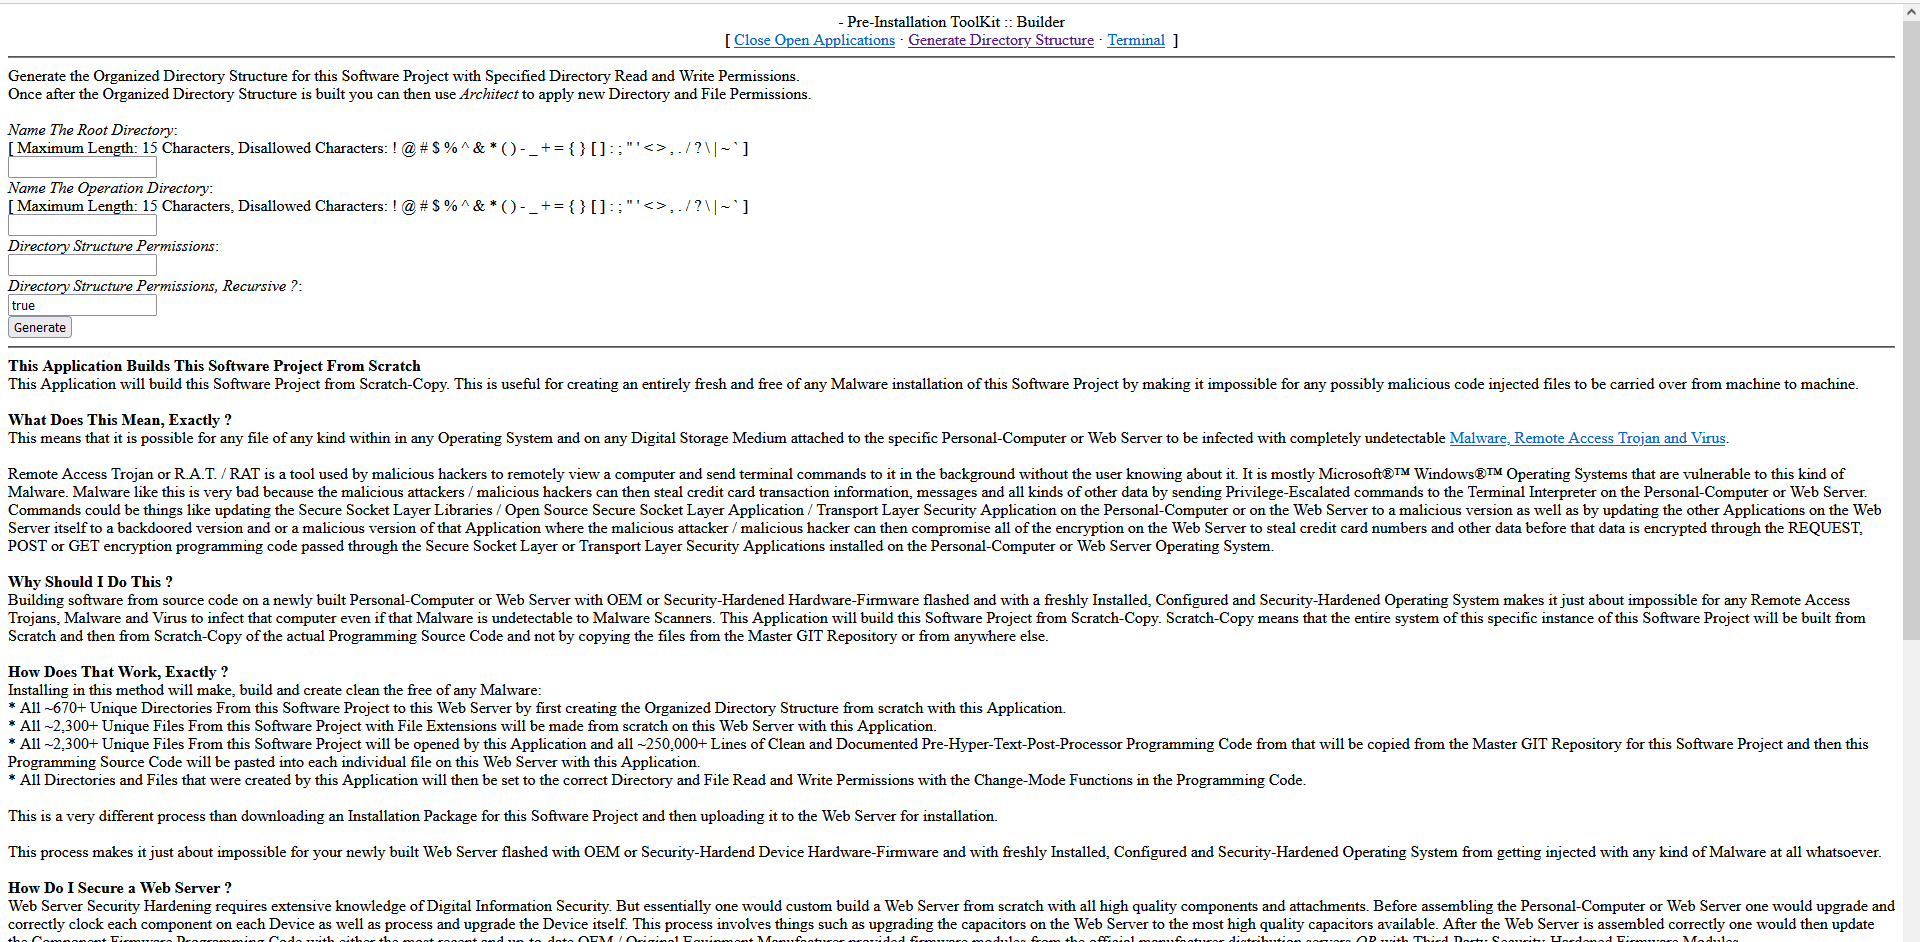 - Pre-Installation ToolKit :: Builder
[ Close Open Applications · Generate Directory Structure · Terminal ]
Generate the Organized Directory Structure for this Software Project with Specified Directory Read and Write Permissions.
Once after the Organized Directory Structure is built you can then use Architect to apply new Directory and File Permissions.
Name The Root Directory:
[ Maximum Length: 15 Characters, Disallowed Characters: ! @ # $ % ^ & * ( ) - _ + = { } [ ] : ; " ' < > , . / ? \ | ~ ` ]
Name The Operation Directory:
[ Maximum Length: 15 Characters, Disallowed Characters: ! @ # $ % ^ & * ( ) - _ + = { } [ ] : ; " ' < > , . / ? \ | ~ ` ]
Directory Structure Permissions:
Directory Structure Permissions, Recursive ?:
true
Generate
This Application Builds This Software Project From Scratch
This Application will build this Software Project from Scratch-Copy. This is useful for creating an entirely fresh and free of any Malware installation of this Software Project by making it impossible for any possibly malicious code injected files to be carried over from machine to machine.
What Does This Mean, Exactly ?
This means that it is possible for any file of any kind within in any Operating System and on any Digital Storage Medium attached to the specific Personal-Computer or Web Server to be infected with completely undetectable Malware, Remote Access Trojan and Virus.
Remote Access Trojan or R.A.T. / RAT is a tool used by malicious hackers to remotely view a computer and send terminal commands to it in the background without the user knowing about it. It is mostly Microsoft®™ Windows®™ Operating Systems that are vulnerable to this kind of
Malware. Malware like this is very bad because the malicious attackers / malicious hackers can then steal credit card transaction information, messages and all kinds of other data by sending Privilege-Escalated commands to the Terminal Interpreter on the Personal-Computer or Web Server.
Commands could be things like updating the Secure Socket Layer Libraries / Open Source Secure Socket Layer Application / Transport Layer Security Application on the Personal-Computer or on the Web Server to a malicious version as well as by updating the other Applications on the Web
Server itself to a backdoored version and or a malicious version of that Application where the malicious attacker / malicious hacker can then compromise all of the encryption on the Web Server to steal credit card numbers and other data before that data is encrypted through the REQUEST,
POST or GET encryption programming code passed through the Secure Socket Layer or Transport Layer Security Applications installed on the Personal-Computer or Web Server Operating System.
Why Should I Do This ?
Building software from source code on a newly built Personal-Computer or Web Server with OEM or Security-Hardened Hardware-Firmware flashed and with a freshly Installed, Configured and Security-Hardened Operating System makes it just about impossible for any Remote Access
Trojans, Malware and Virus to infect that computer even if that Malware is undetectable to Malware Scanners. This Application will build this Software Project from Scratch-Copy. Scratch-Copy means that the entire system of this specific instance of this Software Project will be built from
Scratch and then from Scratch-Copy of the actual Programming Source Code and not by copying the files from the Master GIT Repository or from anywhere else.
How Does That Work, Exactly ?
Installing in this method will make, build and create clean the free of any Malware:
* All ~670+ Unique Directories From this Software Project to this Web Server by first creating the Organized Directory Structure from scratch with this Application.
* All ~2,300+ Unique Files From this Software Project with File Extensions will be made from scratch on this Web Server with this Application.
* All ~2,300+ Unique Files From this Software Project will be opened by this Application and all ~250,000+ Lines of Clean and Documented Pre-Hyper-Text-Post-Processor Programming Code from that will be copied from the Master GIT Repository for this Software Project and then this
Programming Source Code will be pasted into each individual file on this Web Server with this Application.
* All Directories and Files that were created by this Application will then be set to the correct Directory and File Read and Write Permissions with the Change-Mode Functions in the Programming Code.
This is a very different process than downloading an Installation Package for this Software Project and then uploading it to the Web Server for installation.
This process makes it just about impossible for your newly built Web Server flashed with OEM or Security-Hardend Device Hardware-Firmware and with freshly Installed, Configured and Security-Hardened Operating System from getting injected with any kind of Malware at all whatsoever.
How Do I Secure a Web Server ?
Web Server Security Hardening requires extensive knowledge of Digital Information Security. But essentially one would custom build a Web Server from scratch with all high quality components and attachments. Before assembling the Personal-Computer or Web Server one would upgrade and
correctly clock each component on each Device as well as process and upgrade the Device itself. This process involves things such as upgrading the capacitors on the Web Server to the most high quality capacitors available. After the Web Server is assembled correctly one would then update
the Component Firmware Programming Code with either the most recent and up-to-date OEM / Original Equipment Manufacturer provided firmware modules from the official manufacturer distribution servers OR with Third Party Security Hardened Firmware Modules